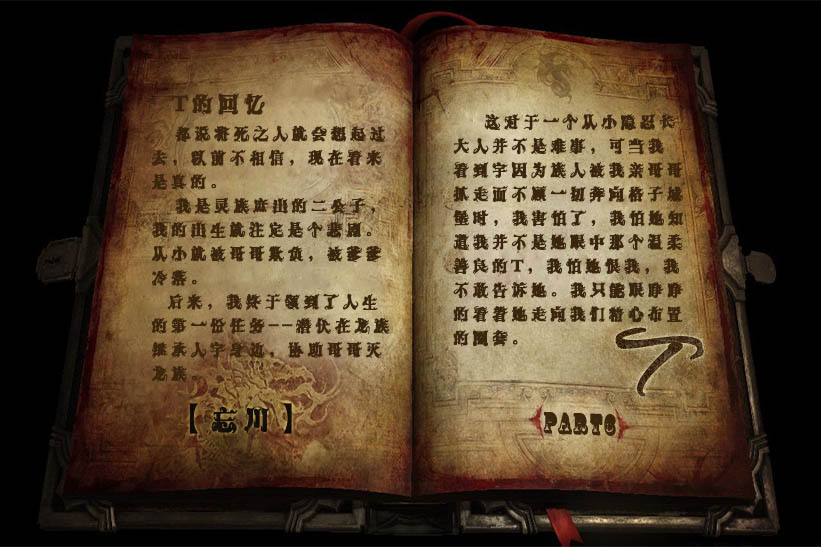 T的回忆
都说将死之人就会想起过
去，以前不相信，现在看来
是真的。
我是灵族庶出的二公子，
我的出生就注定是个悲剧。
从小就被哥哥欺负，被爹爹
冷落。
后来，我终于领到了人生
的第一份任务--潜伏在龙族
继承人宇身边，协助哥哥灭
龙族。
【忘川】
这对于一个从小隐忍长
大人并不是难事，可当我
看到宇因为族人被我亲哥哥
抓走而不顾一切奔向格子城
堡时，我害怕了，我怕她知
道我并不是她眼中那个温柔
善良的T，我怕她恨我，我
不敢告诉她。我只能眼睁睁
的看着她走向我们精心布置
的圈套。
T
PART6